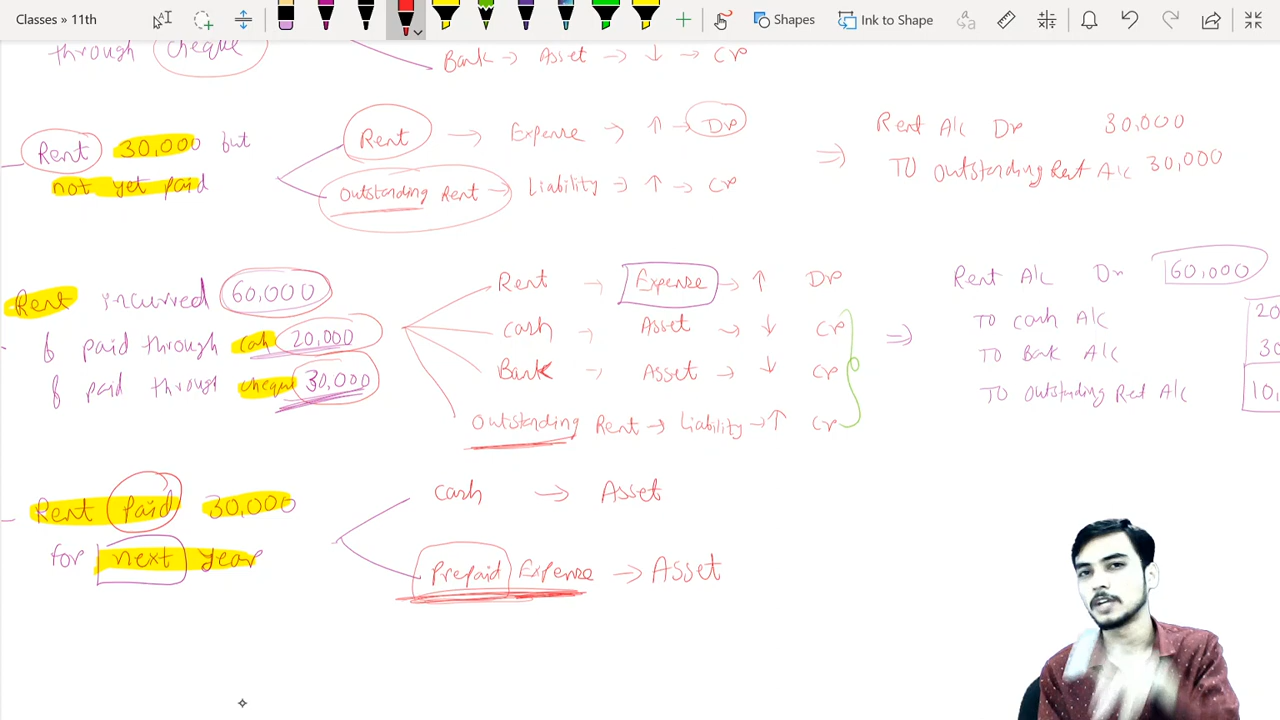 Classes » 11th
Shapes
Ink to Shape
through cheque
Bank → Asset → ↓ → Cr
Rent 30,000 but
not yet paid
Rent → Expense → ↑ → Dr
Outstanding Rent → Liability → ↑ → Cr
⇒ Rent A/c Dr 30,000
TO Outstanding Rent A/c 30,000
Rent incurred 60,000
& paid through cash 20,000
& paid through cheque 30,000
Rent → Expense → ↑ Dr
Cash → Asset → ↓ Cr
Bank → Asset → ↓ Cr
Outstanding Rent → Liability → ↑ Cr
⇒ Rent A/c Dr 60,000
TO Cash A/c 20
TO Bank A/c 30
TO Outstanding Rent A/c 10,
Rent Paid 30,000
for next year
Cash → Asset
Prepaid Expense → Asset